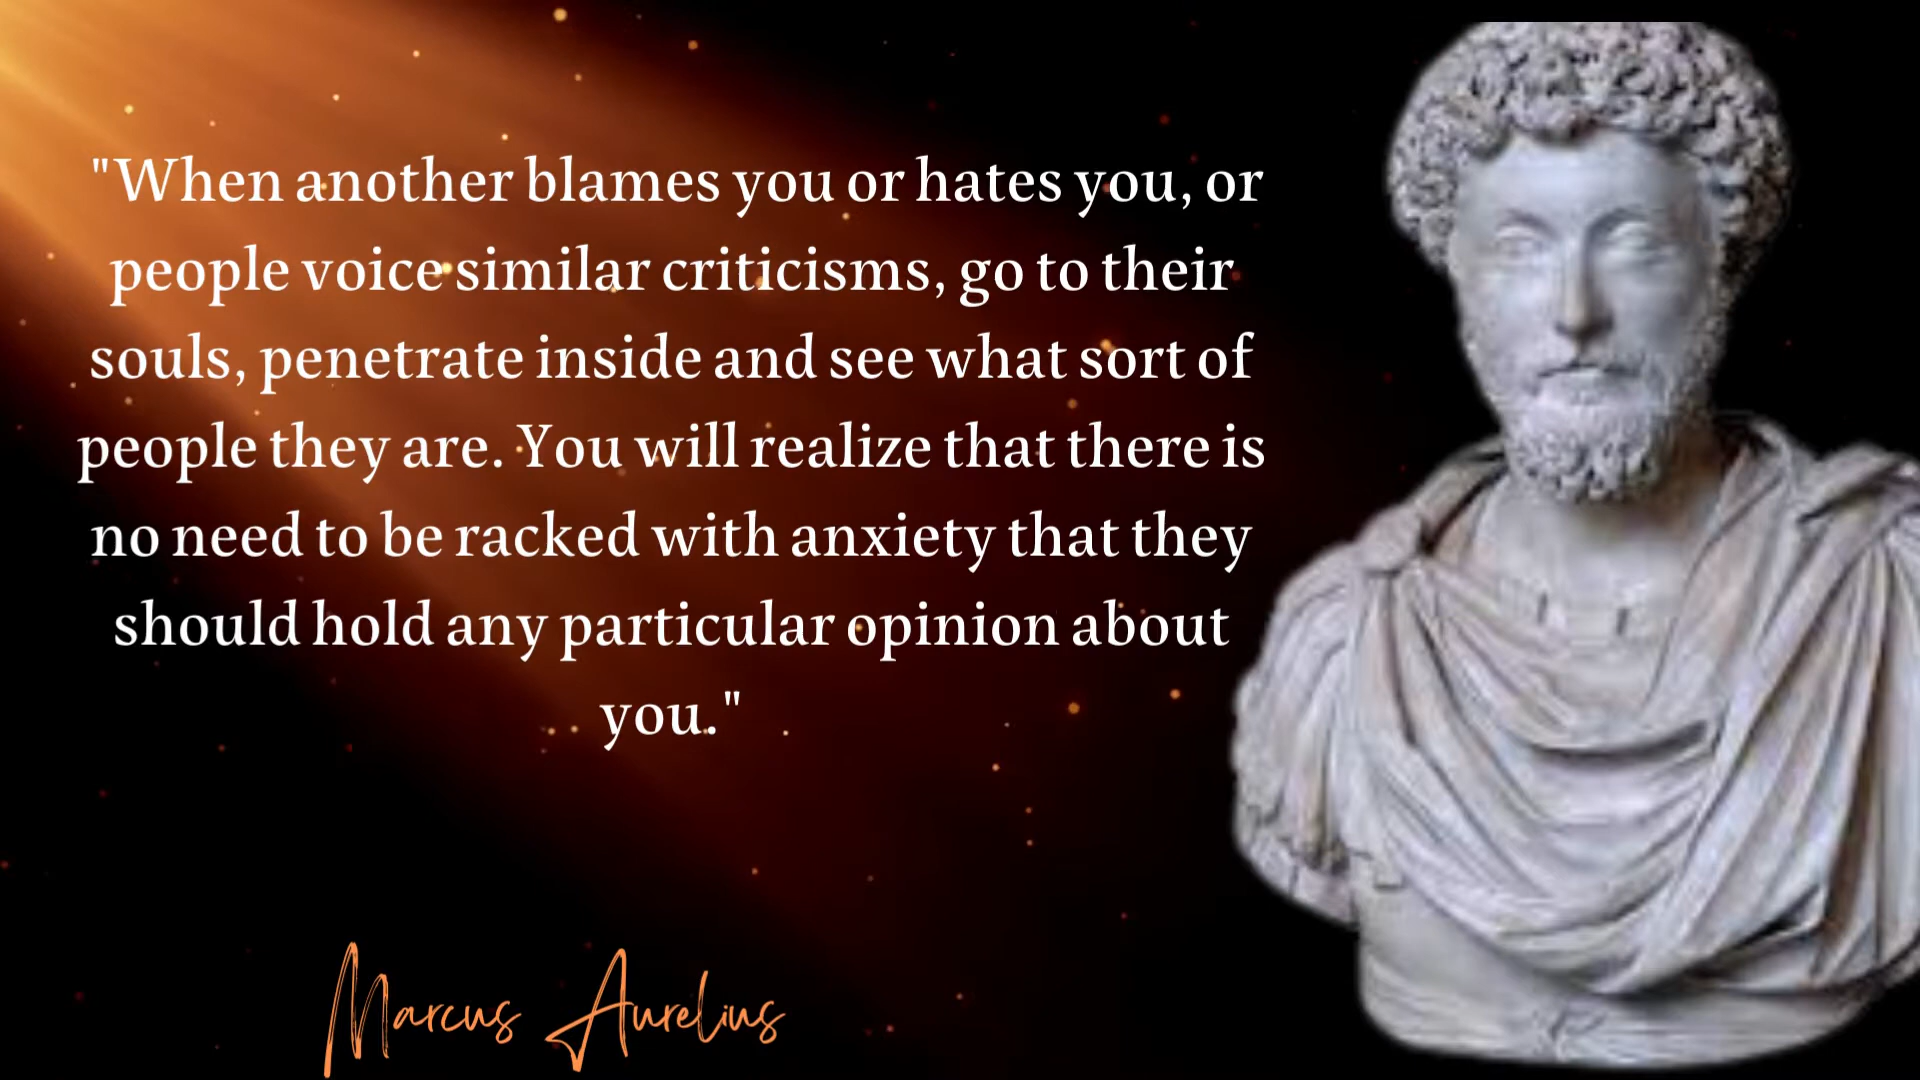 "When another blames you or hates you, or
people voice similar criticisms, go to their
souls, penetrate inside and see what sort of
people they are. You will realize that there is
no need to be racked with anxiety that they
should hold any particular opinion about
you."
Marcus Aurelius